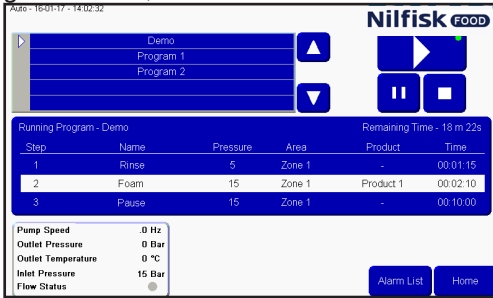 Auto - 16-01-17 - 14:02:32
Nilfisk FOOD
Demo
Program 1
Program 2
Running Program - Demo Remaining Time - 18 m 22s
Step Name Pressure Area Product Time
1 Rinse 5 Zone 1 - 00:01:15
2 Foam 15 Zone 1 Product 1 00:02:10
3 Pause 15 Zone 1 - 00:10:00
Pump Speed .0 Hz
Outlet Pressure 0 Bar
Outlet Temperature 0 °C
Inlet Pressure 15 Bar
Flow Status
Alarm List Home